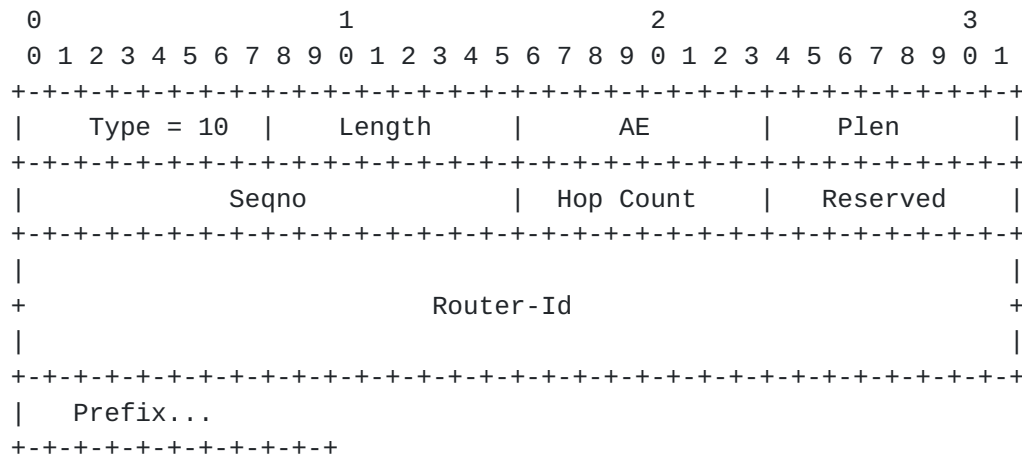 0                   1                   2                   3
 0 1 2 3 4 5 6 7 8 9 0 1 2 3 4 5 6 7 8 9 0 1 2 3 4 5 6 7 8 9 0 1
+-+-+-+-+-+-+-+-+-+-+-+-+-+-+-+-+-+-+-+-+-+-+-+-+-+-+-+-+-+-+-+-+
|    Type = 10  |    Length     |      AE       |    Plen       |
+-+-+-+-+-+-+-+-+-+-+-+-+-+-+-+-+-+-+-+-+-+-+-+-+-+-+-+-+-+-+-+-+
|             Seqno             |  Hop Count    |   Reserved    |
+-+-+-+-+-+-+-+-+-+-+-+-+-+-+-+-+-+-+-+-+-+-+-+-+-+-+-+-+-+-+-+-+
|                                                               |
+                          Router-Id                            +
|                                                               |
+-+-+-+-+-+-+-+-+-+-+-+-+-+-+-+-+-+-+-+-+-+-+-+-+-+-+-+-+-+-+-+-+
|   Prefix...
+-+-+-+-+-+-+-+-+-+-+